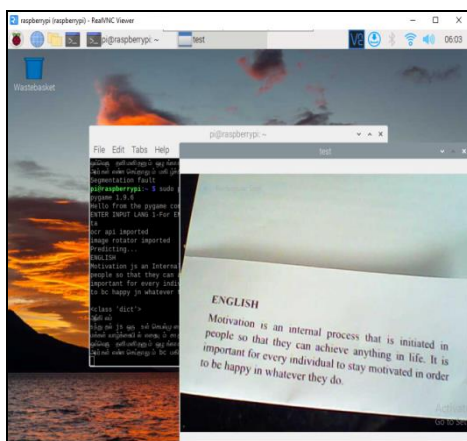 raspberrypi (raspberrypi) - RealVNC Viewer
pi@raspberrypi: ~
test
06:03
Wastebasket
pi@raspberrypi: ~
File Edit Tabs Help
Segmentation fault
pi@raspberrypi:~ $ sudo
pygame 1.9.6
Hello from the pygame
ENTER INPUT LANG 1-For
ta
ocr api imported
image rotator imported
Predicting...
ENGLISH
Motivation js an Interna
people so that they can
important for every indi
to bc happy jn whatever
<class 'dict'>
test
ENGLISH
Motivation is an internal process that is initiated in
people so that they can achieve anything in life. It is
important for every individual to stay motivated in order
to be happy in whatever they do.